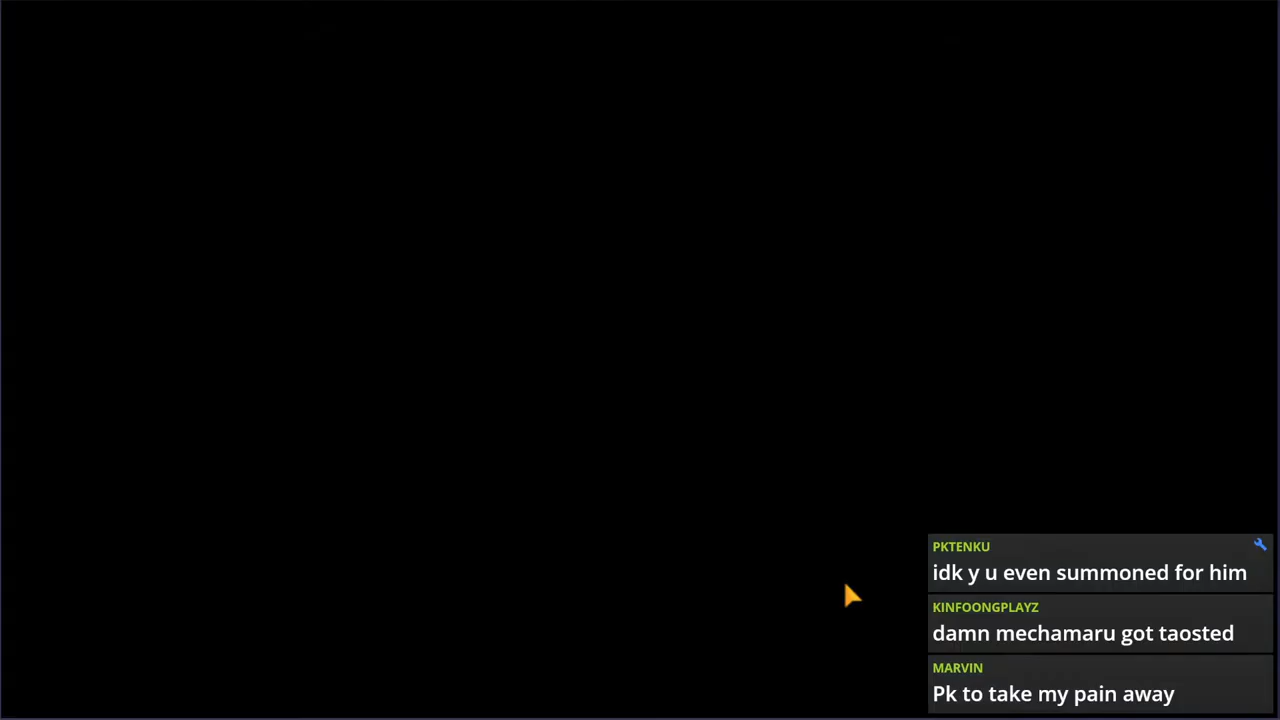 PKTENKU
idk y u even summoned for him
KINFOONGPLAYZ
damn mechamaru got taosted
MARVIN
Pk to take my pain away